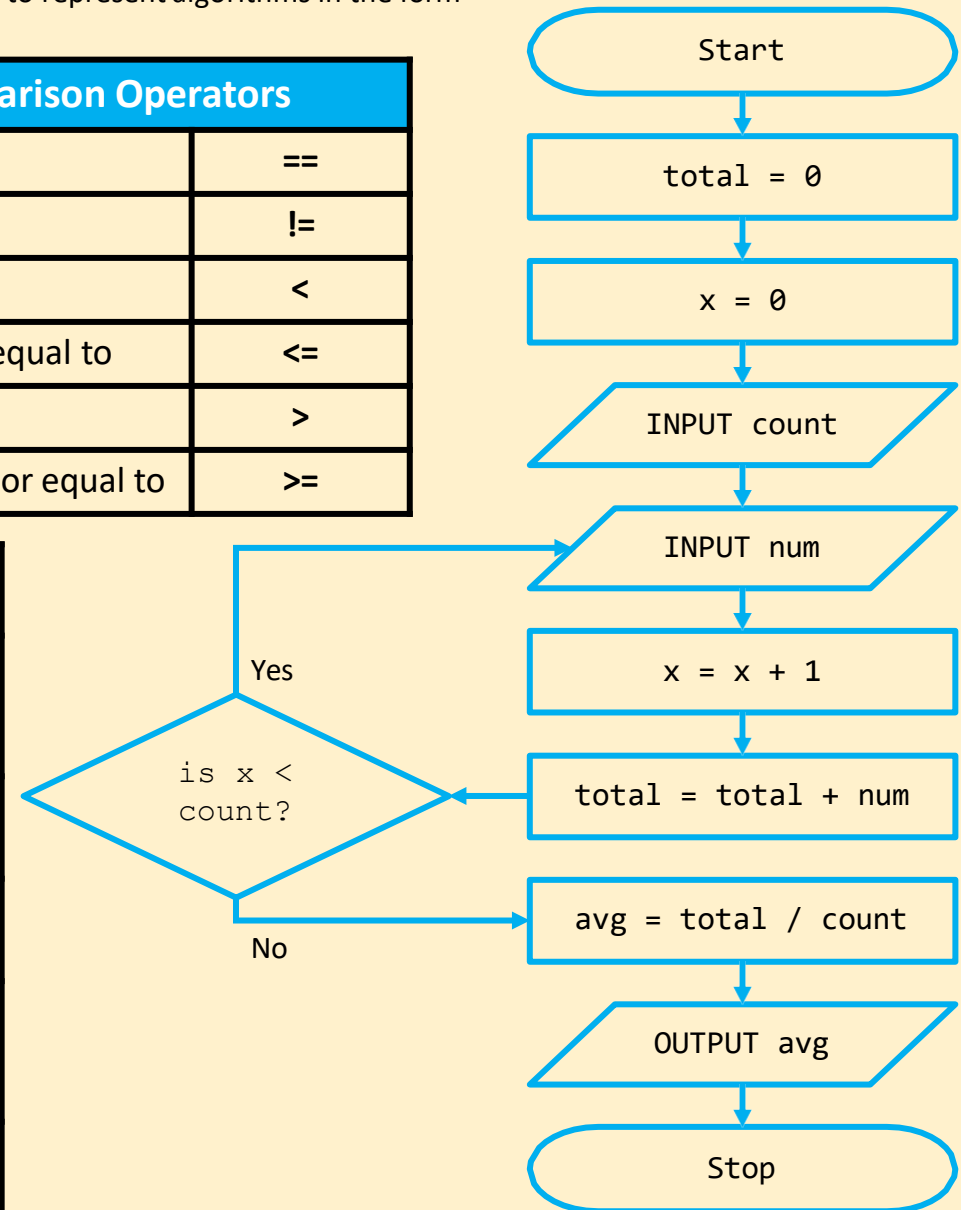 to represent algorithms in the form
Operators
==
!=
<
equal to
<=
>
or equal to
>=
Start
total = 0
x = 0
INPUT count
INPUT num
x = x + 1
total = total + num
Yes
is x <
count?
No
avg = total / count
OUTPUT avg
Stop